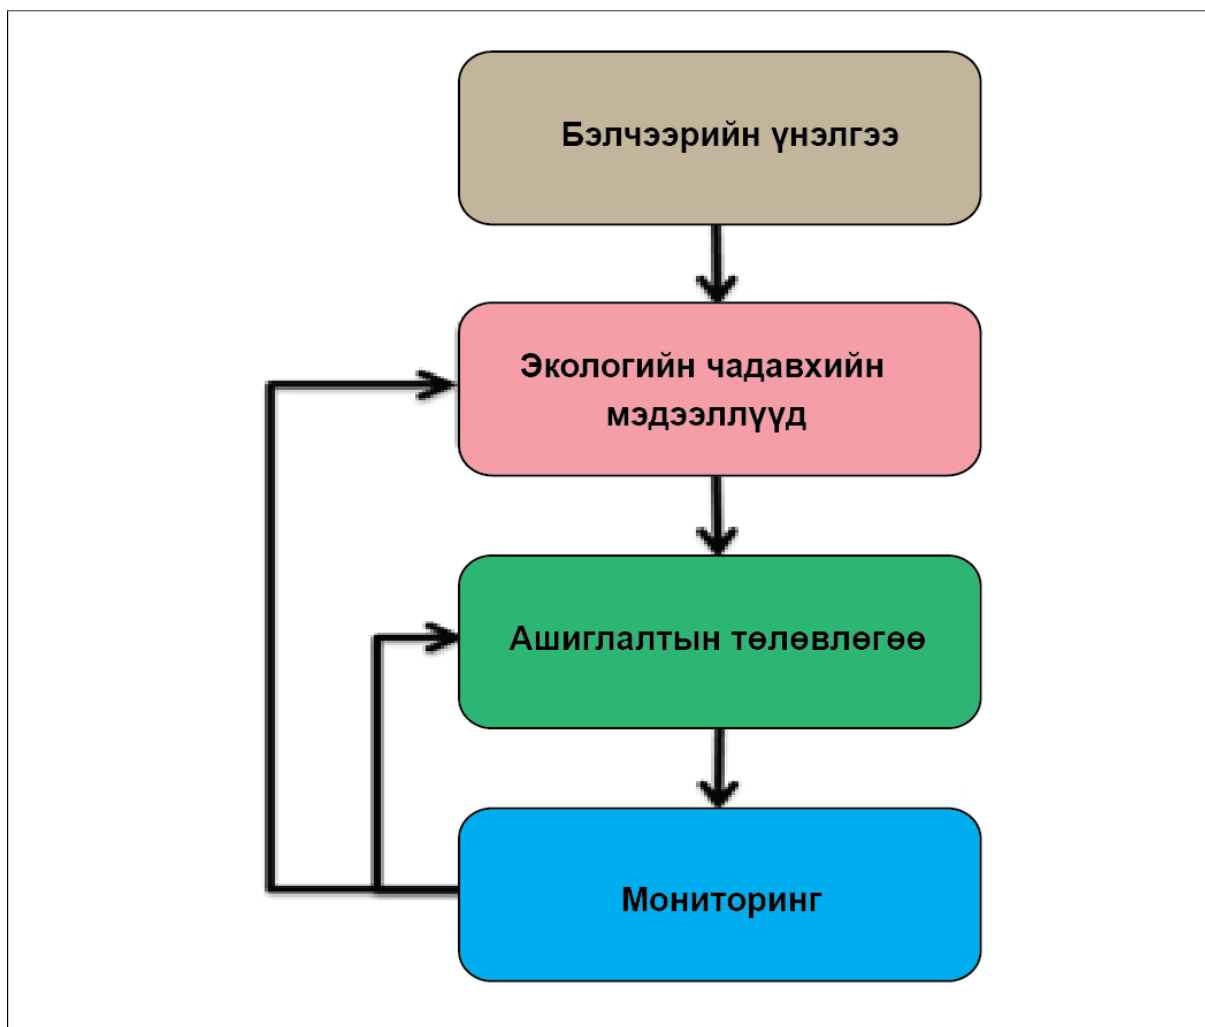 Бэлчээрийн үнэлгээ
Экологийн чадавхийн
мэдээллүүд
Ашиглалтын төлөвлөгөө
Мониторинг